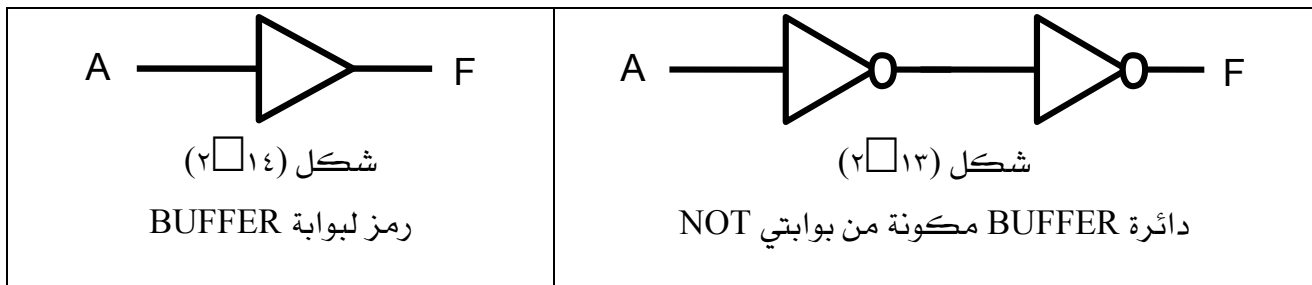 A F
شكل (١٣□٢)
دائرة BUFFER مكونة من بوابتي NOT
A F
شكل (١٤□٢)
رمز لبوابة BUFFER